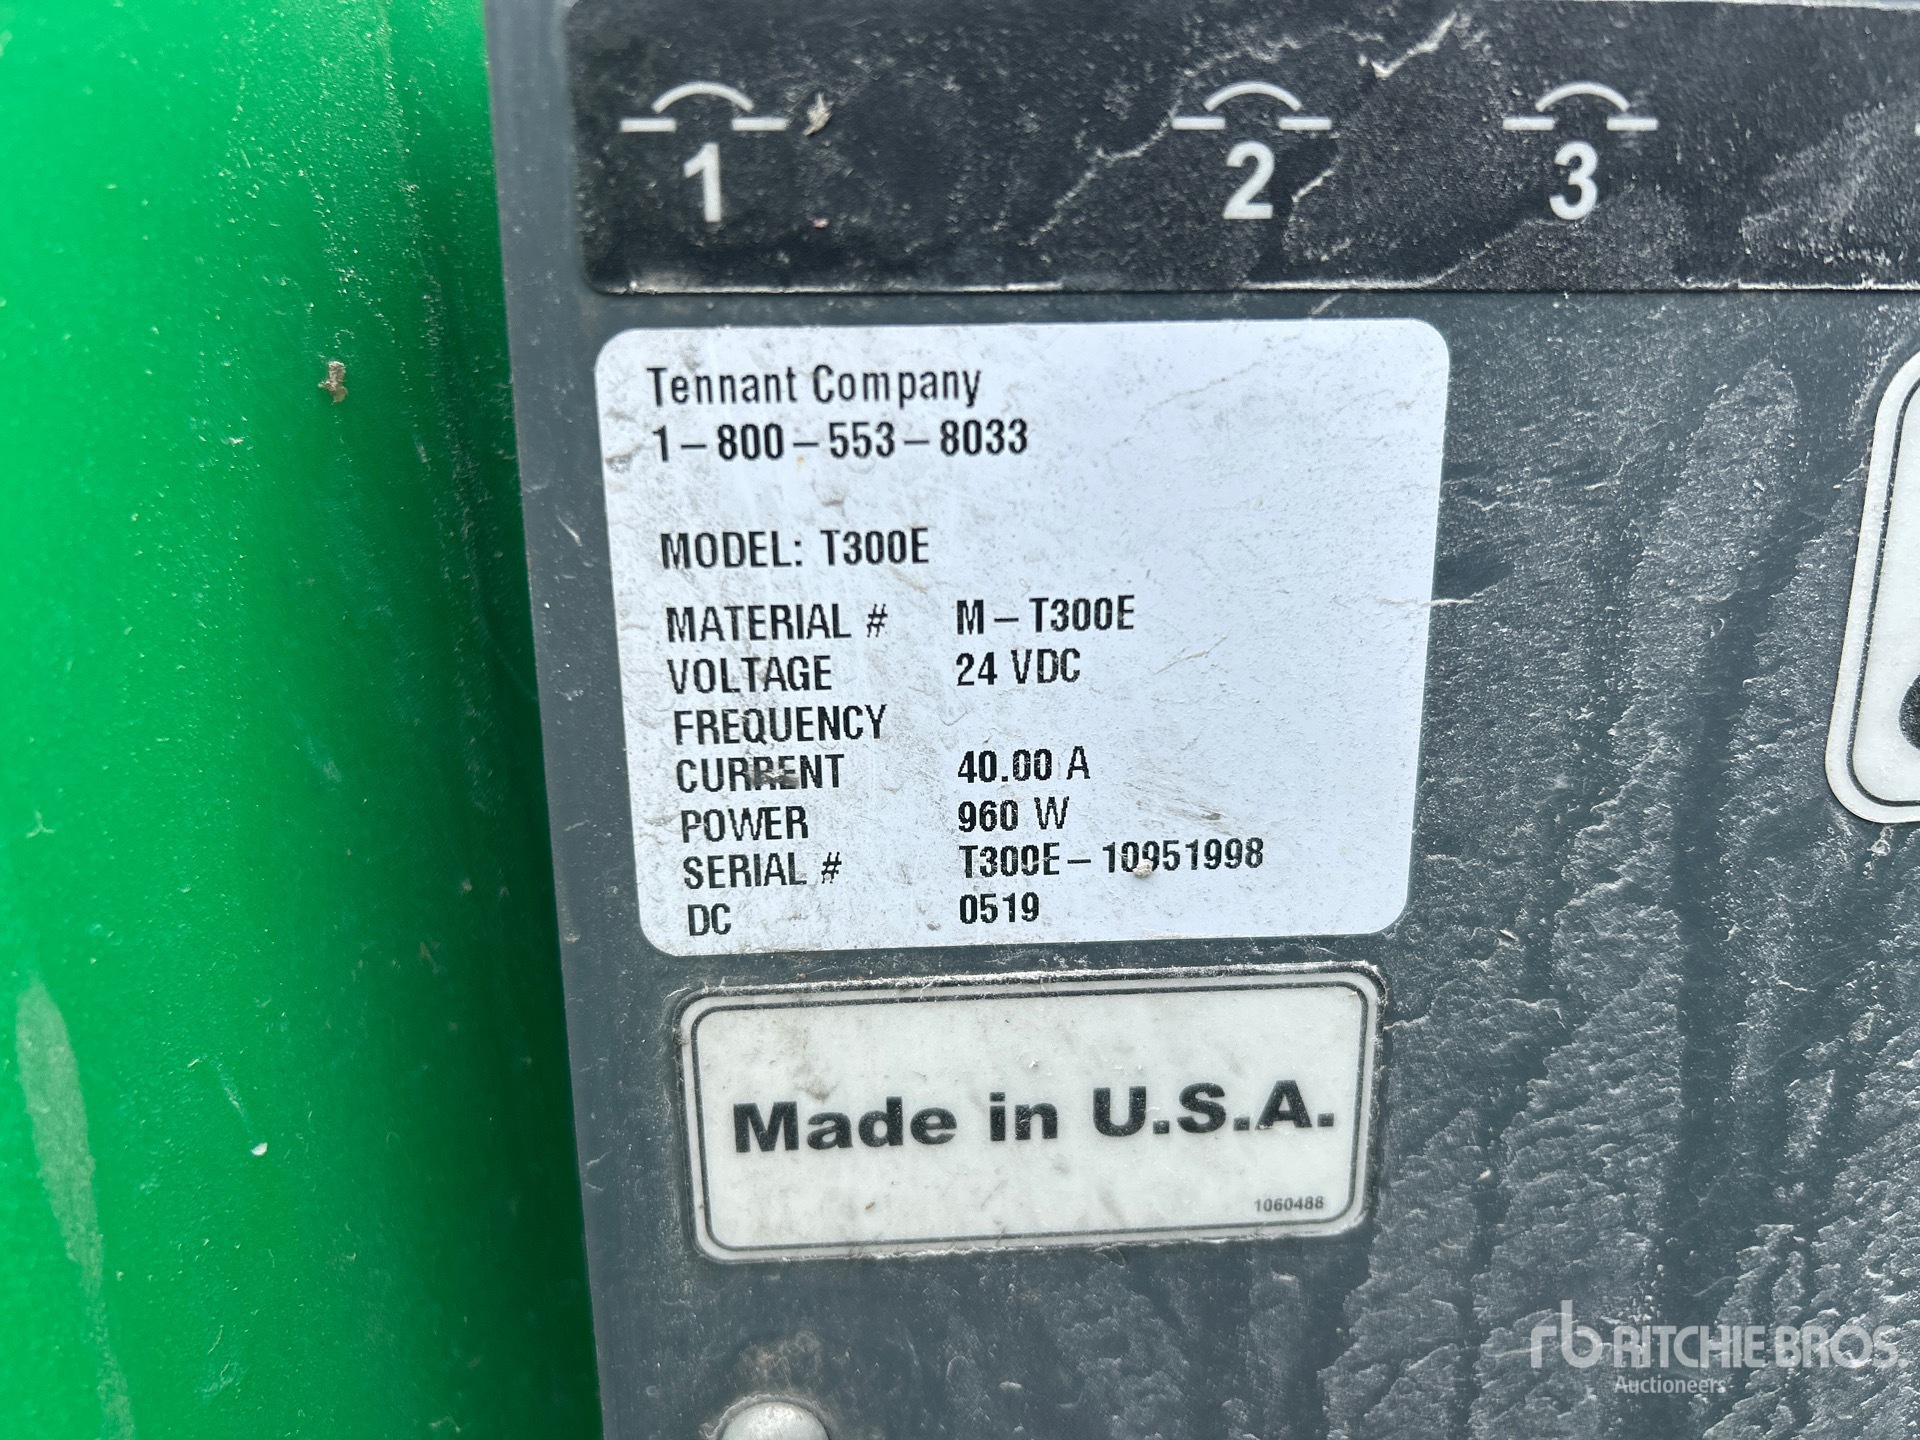 1 2 3
Tennant Company
1-800-553-8033
MODEL: T300E
MATERIAL # M-T300E
VOLTAGE 24 VDC
FREQUENCY
CURRENT 40.00 A
POWER 960 W
SERIAL # T300E-10951998
DC 0519
Made in U.S.A.
1060488
rb RITCHIE BROS.
Auctioneers